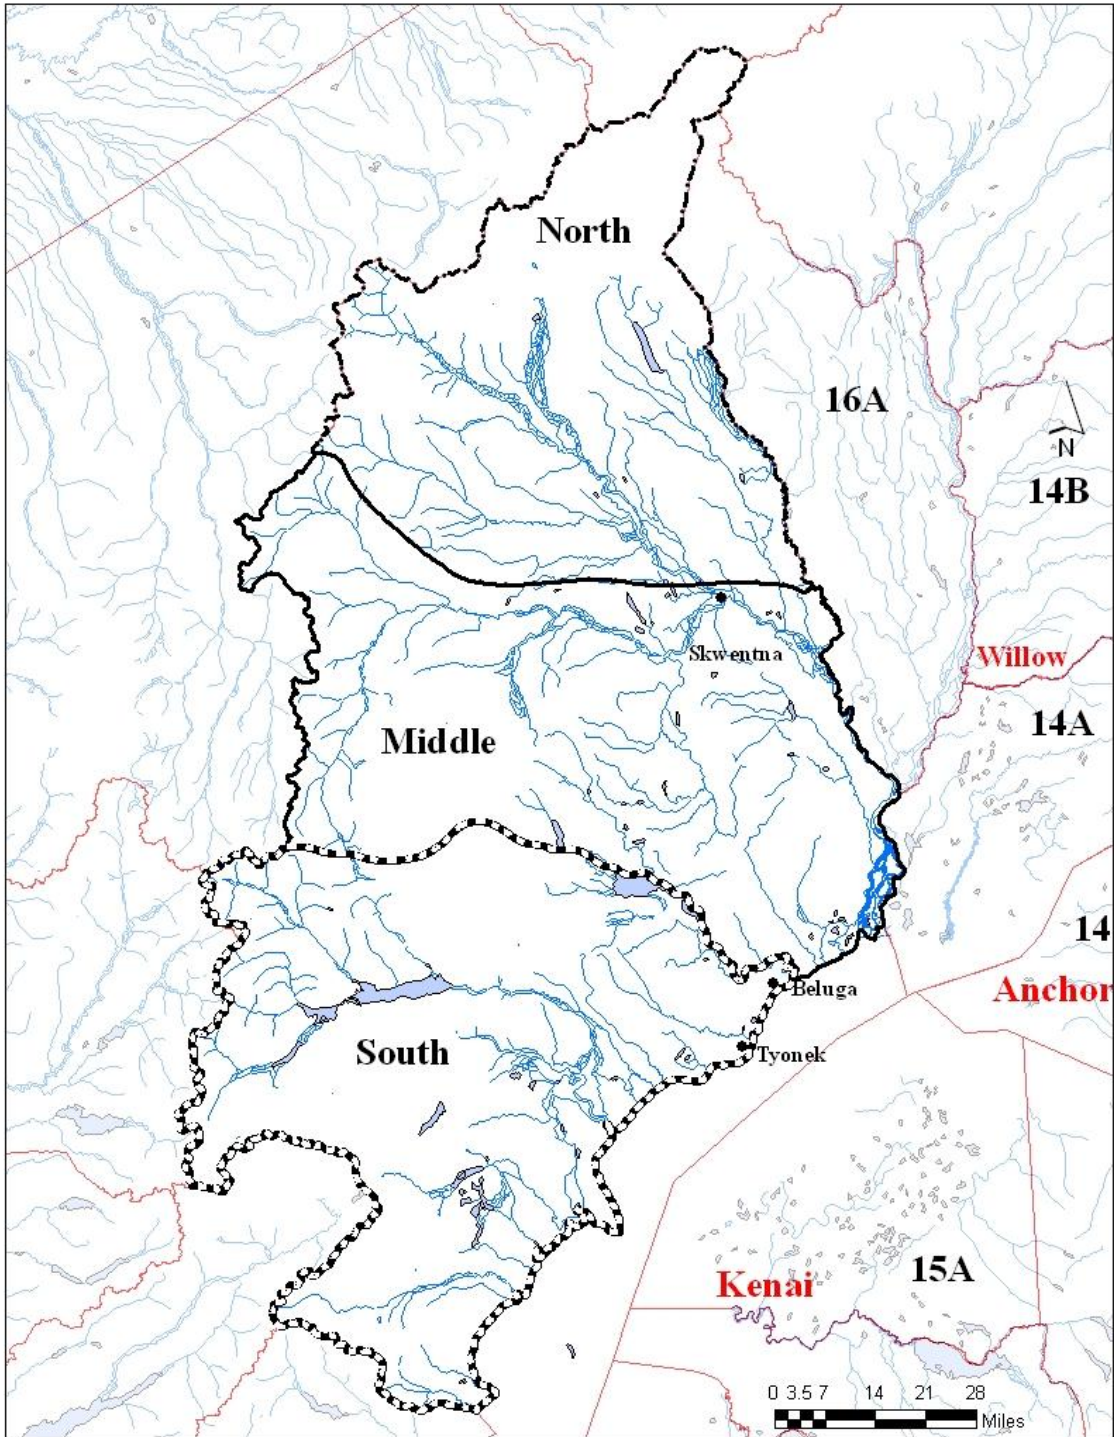 North
16A
N
14B
Skwentna
Willow
14A
Middle
14
Beluga
Anchor
South
Tyonek
15A
Kenai
0 3.5 7 14 21 28
Miles